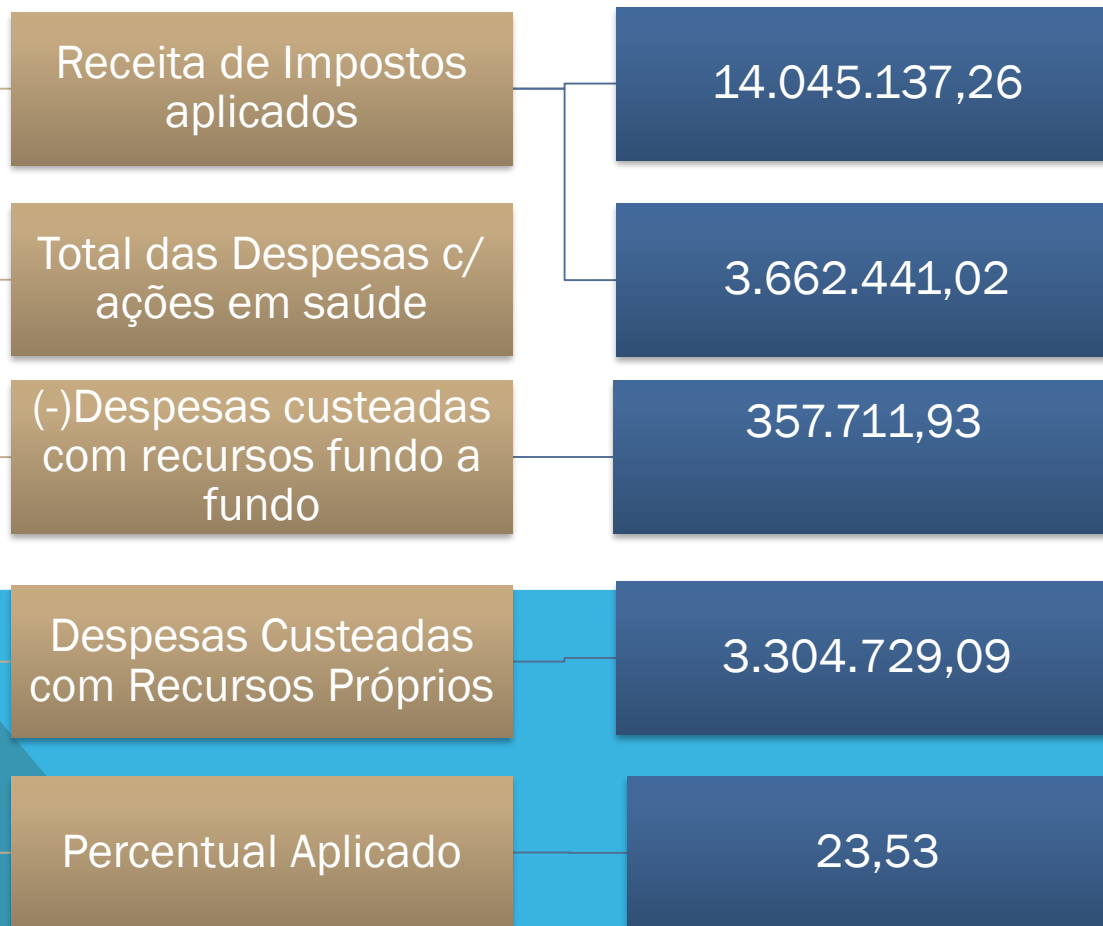 Receita de Impostos
aplicados
14.045.137,26
Total das Despesas c/
ações em saúde
3.662.441,02
(-)Despesas custeadas
com recursos fundo a
fundo
357.711,93
Despesas Custeadas
com Recursos Próprios
3.304.729,09
Percentual Aplicado
23,53